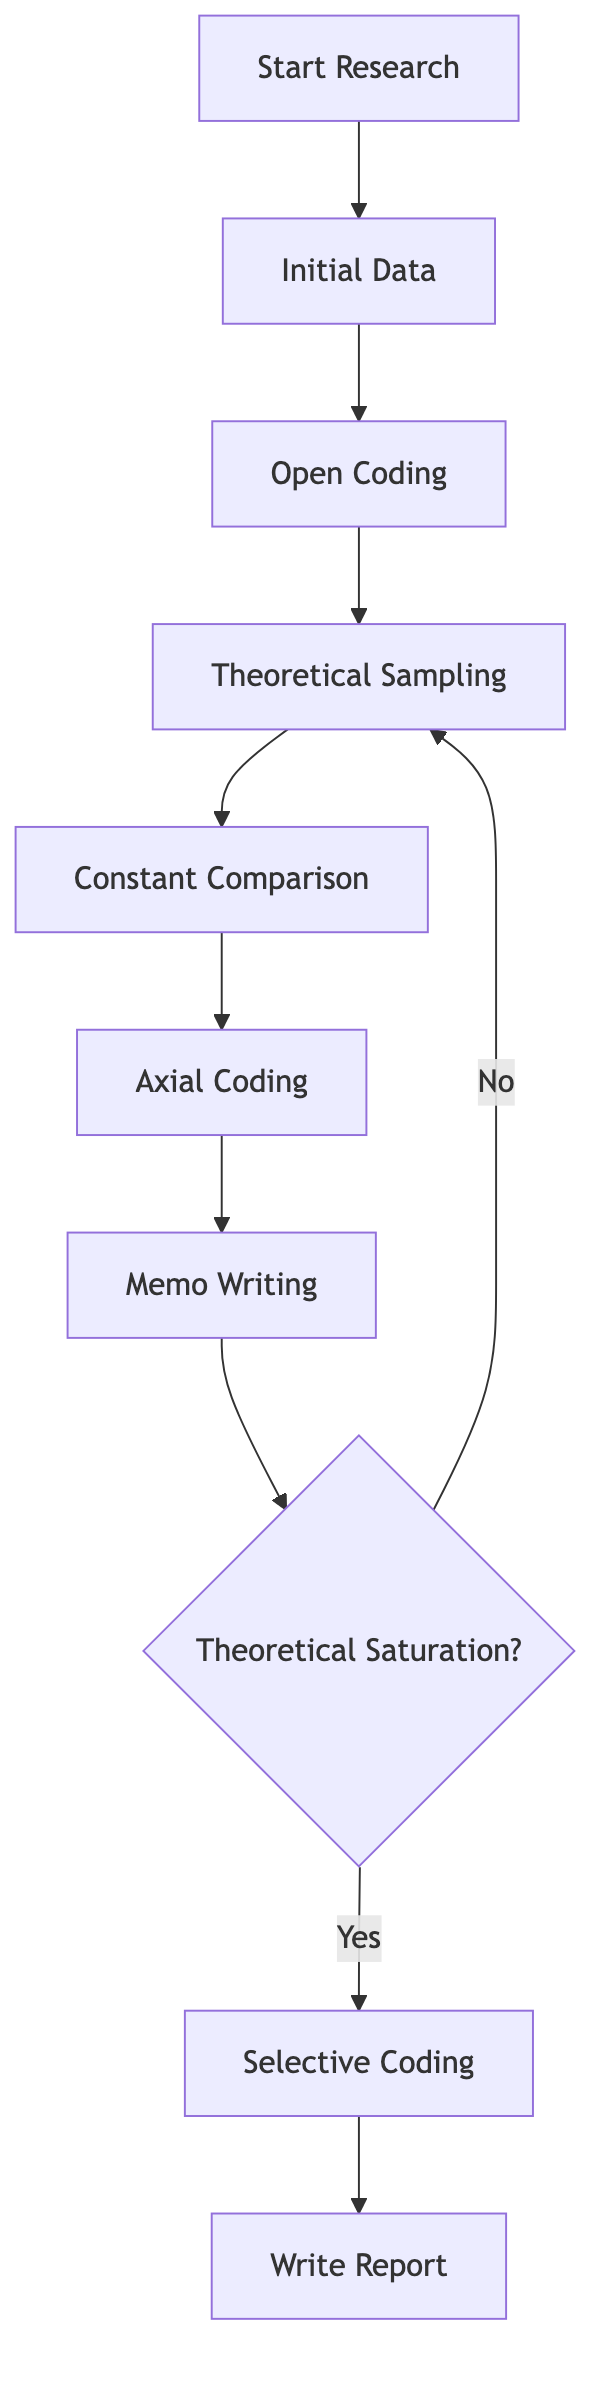 Start Research
Initial Data
Open Coding
Theoretical Sampling
Constant Comparison
Axial Coding
No
Memo Writing
Theoretical Saturation?
Yes
Selective Coding
Write Report